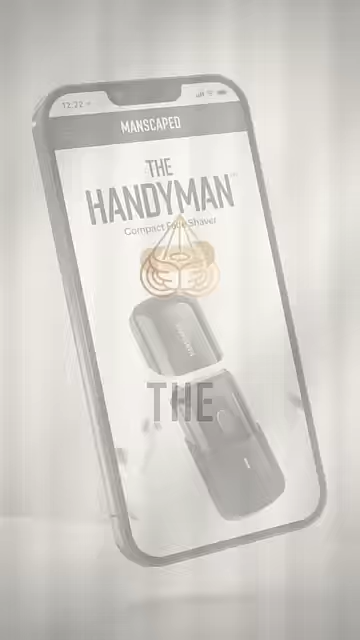 12:22
MANSCAPED
THE
HANDYMAN
Compact Face Shaver
THE